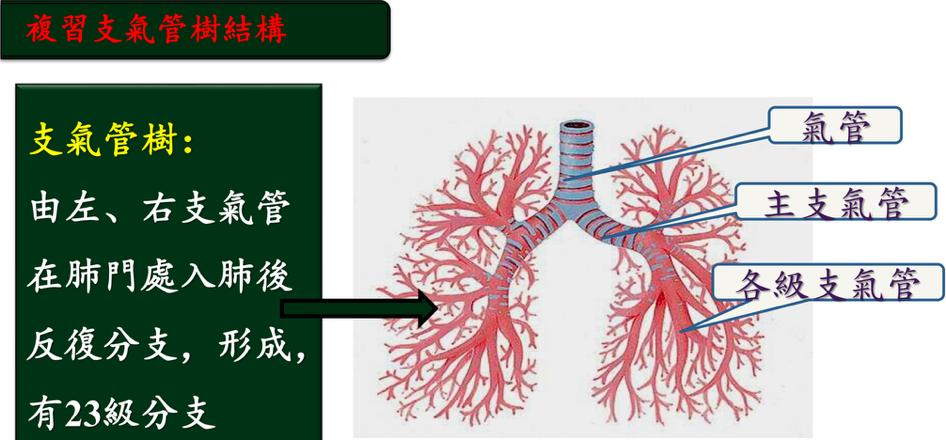 複習支氣管樹結構
支氣管樹：
由左、右支氣管
在肺門處入肺後
反復分支，形成，
有23級分支
氣管
主支氣管
各級支氣管